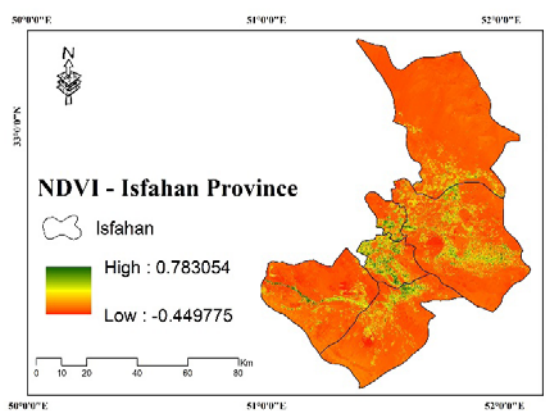 50°0'0"E 51°0'0"E 52°0'0"E
N
33°0'0"N
NDVI - Isfahan Province
Isfahan
High : 0.783054
Low : -0.449775
Km
0 10 20 40 60 80
50°0'0"E 51°0'0"E 52°0'0"E